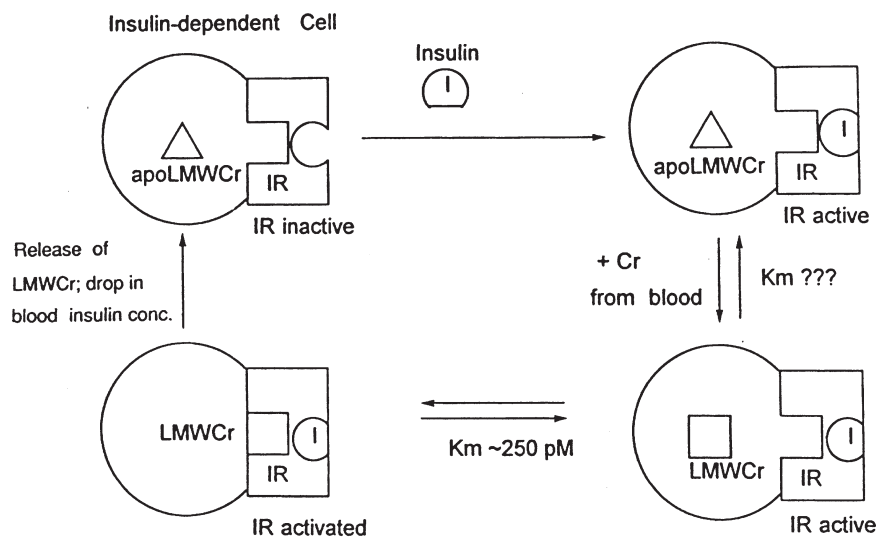 Insulin-dependent Cell
Insulin
I
apoLMWCr
IR
IR inactive
I
apoLMWCr
IR
IR active
Release of
LMWCr; drop in
blood insulin conc.
+ Cr
from blood
Km ???
LMWCr
I
IR
IR activated
Km ~250 pM
I
LMWCr
IR
IR active